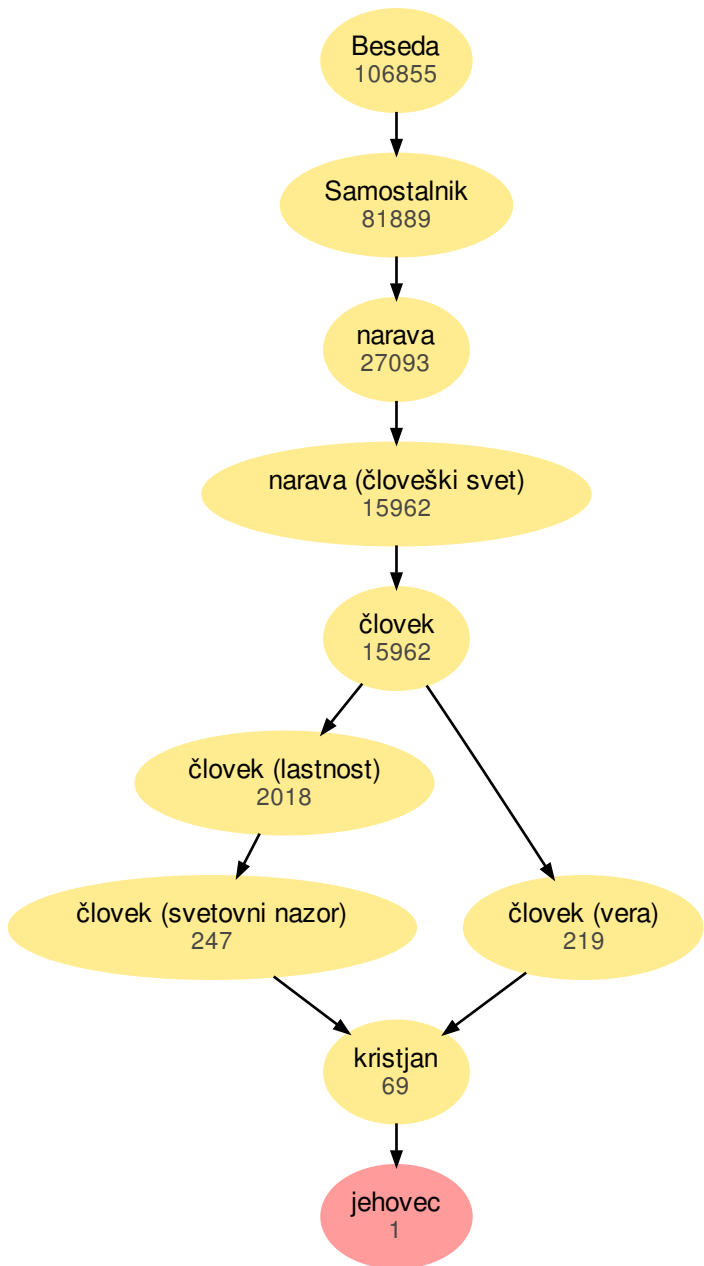 Beseda
106855
Samostalnik
81889
narava
27093
narava (človeški svet)
15962
človek
15962
človek (lastnost)
2018
človek (svetovni nazor)
247
človek (vera)
219
kristjan
69
jehovec
1